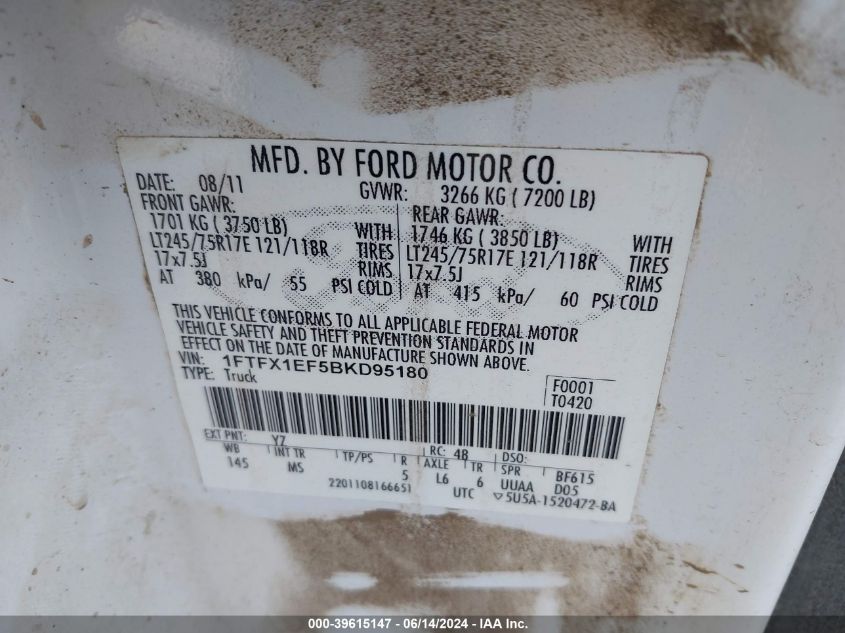 MFD. BY FORD MOTOR CO.
DATE: 08/11 GVWR: 3266 KG ( 7200 LB)
FRONT GAWR: REAR GAWR:
1701 KG ( 3750 LB) WITH 1746 KG ( 3850 LB) WITH
LT245/75R17E 121/118R TIRES LT245/75R17E 121/118R TIRES
17x7.5J RIMS 17x7.5J RIMS
AT 380 kPa/ 55 PSI COLD AT 415 kPa/ 60 PSI COLD
THIS VEHICLE CONFORMS TO ALL APPLICABLE FEDERAL MOTOR
VEHICLE SAFETY AND THEFT PREVENTION STANDARDS IN
EFFECT ON THE DATE OF MANUFACTURE SHOWN ABOVE.
VIN: 1FTFX1EF5BKD95180
TYPE: Truck
F0001
T0420
EXT PNT: YZ RC: 48 DSO:
WB INT TR TP/PS R AXLE TR SPR BF615
145 MS 5 L6 6 UUAA D05
2201108166651 UTC ▽5U5A-1520472-BA
000-39615147 - 06/14/2024 - IAA Inc.